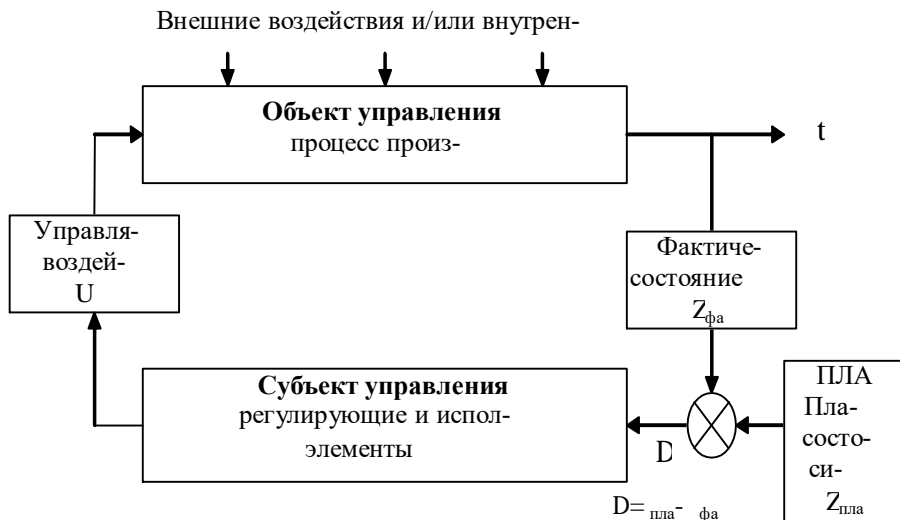 Внешние воздействия и/или внутрен-
Объект управления
процесс произ-
t
Управля-
воздей-
U
Фактиче-
состояние
Zфа
Субъект управления
регулирующие и испол-
элементы
D
ПЛА
Пла-
состо-
си-
Zпла
D= пла- фа